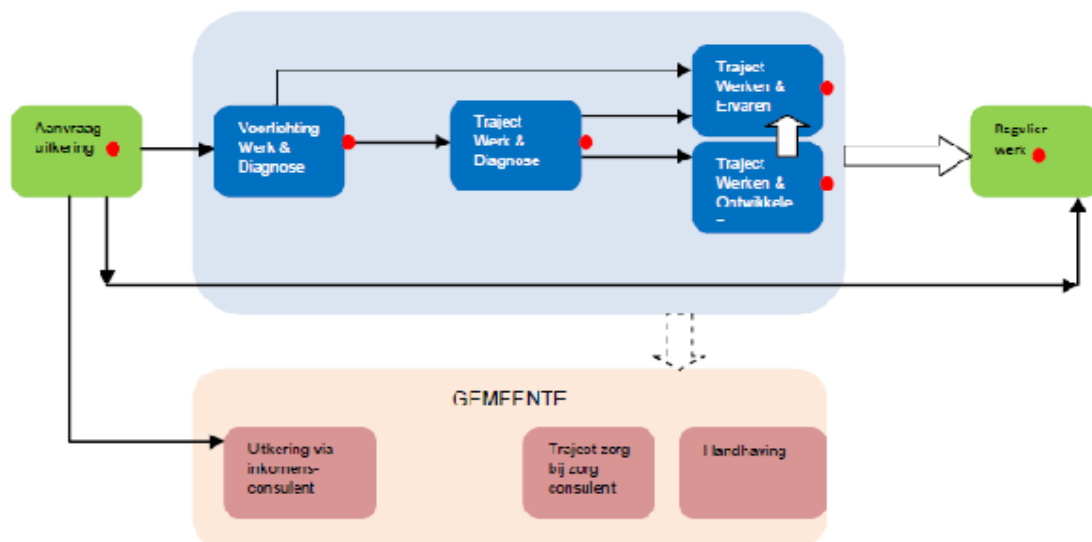 Aanvraag
uitkering
Voorlichting
Werk &
Diagnose
Traject
Werk &
Diagnose
Traject
Werken &
Ervaren
Traject
Werken &
Ontwikkele
Regulier
werk
GEMEENTE
Uitkering via
inkomens-
consulent
Traject zorg
bij zorg
consulent
Handhaving